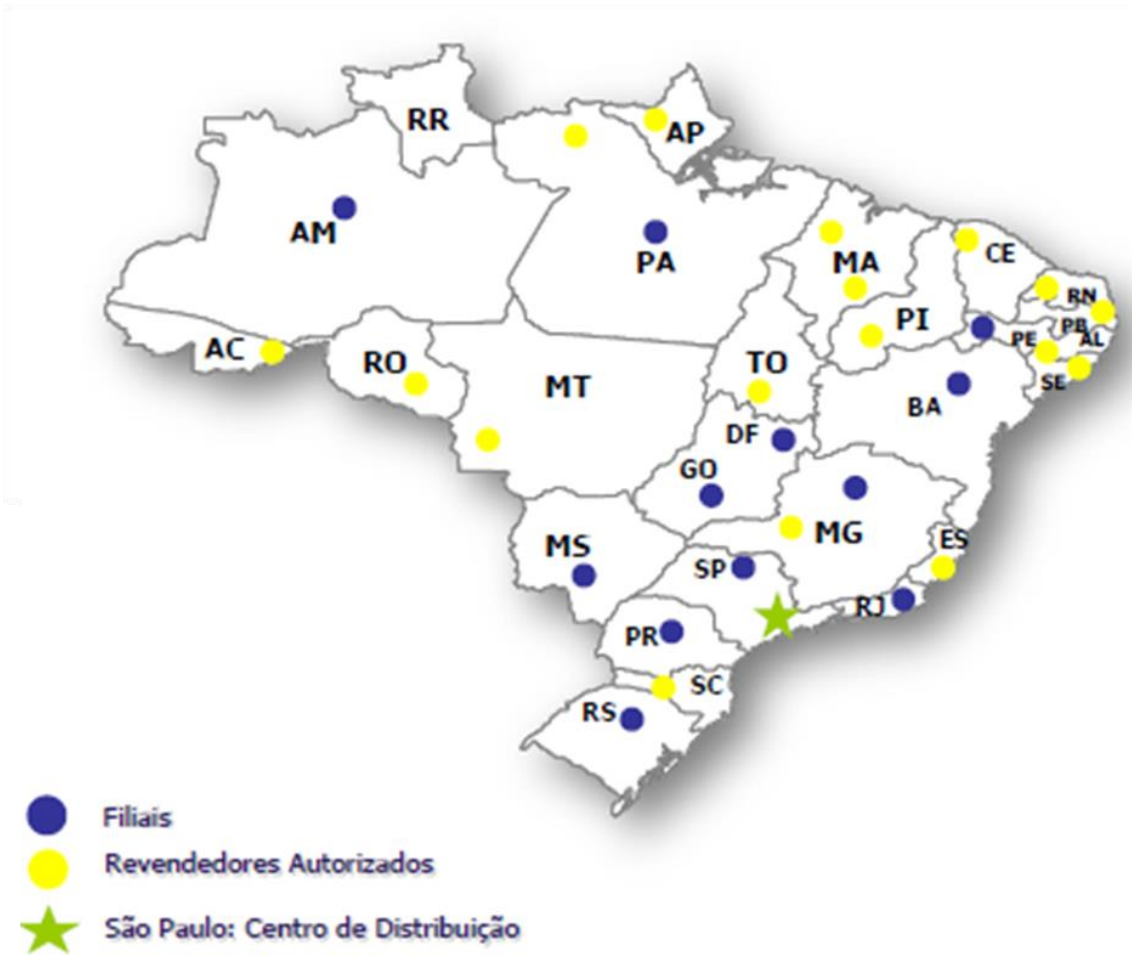 RR
AP
AM
PA
MA
CE
RN
PI
PB
PE
AL
AC
RO
TO
MT
SE
BA
DF
GO
MG
ES
MS
SP
RJ
PR
SC
RS
Filiais
Revendedores Autorizados
São Paulo: Centro de Distribuição